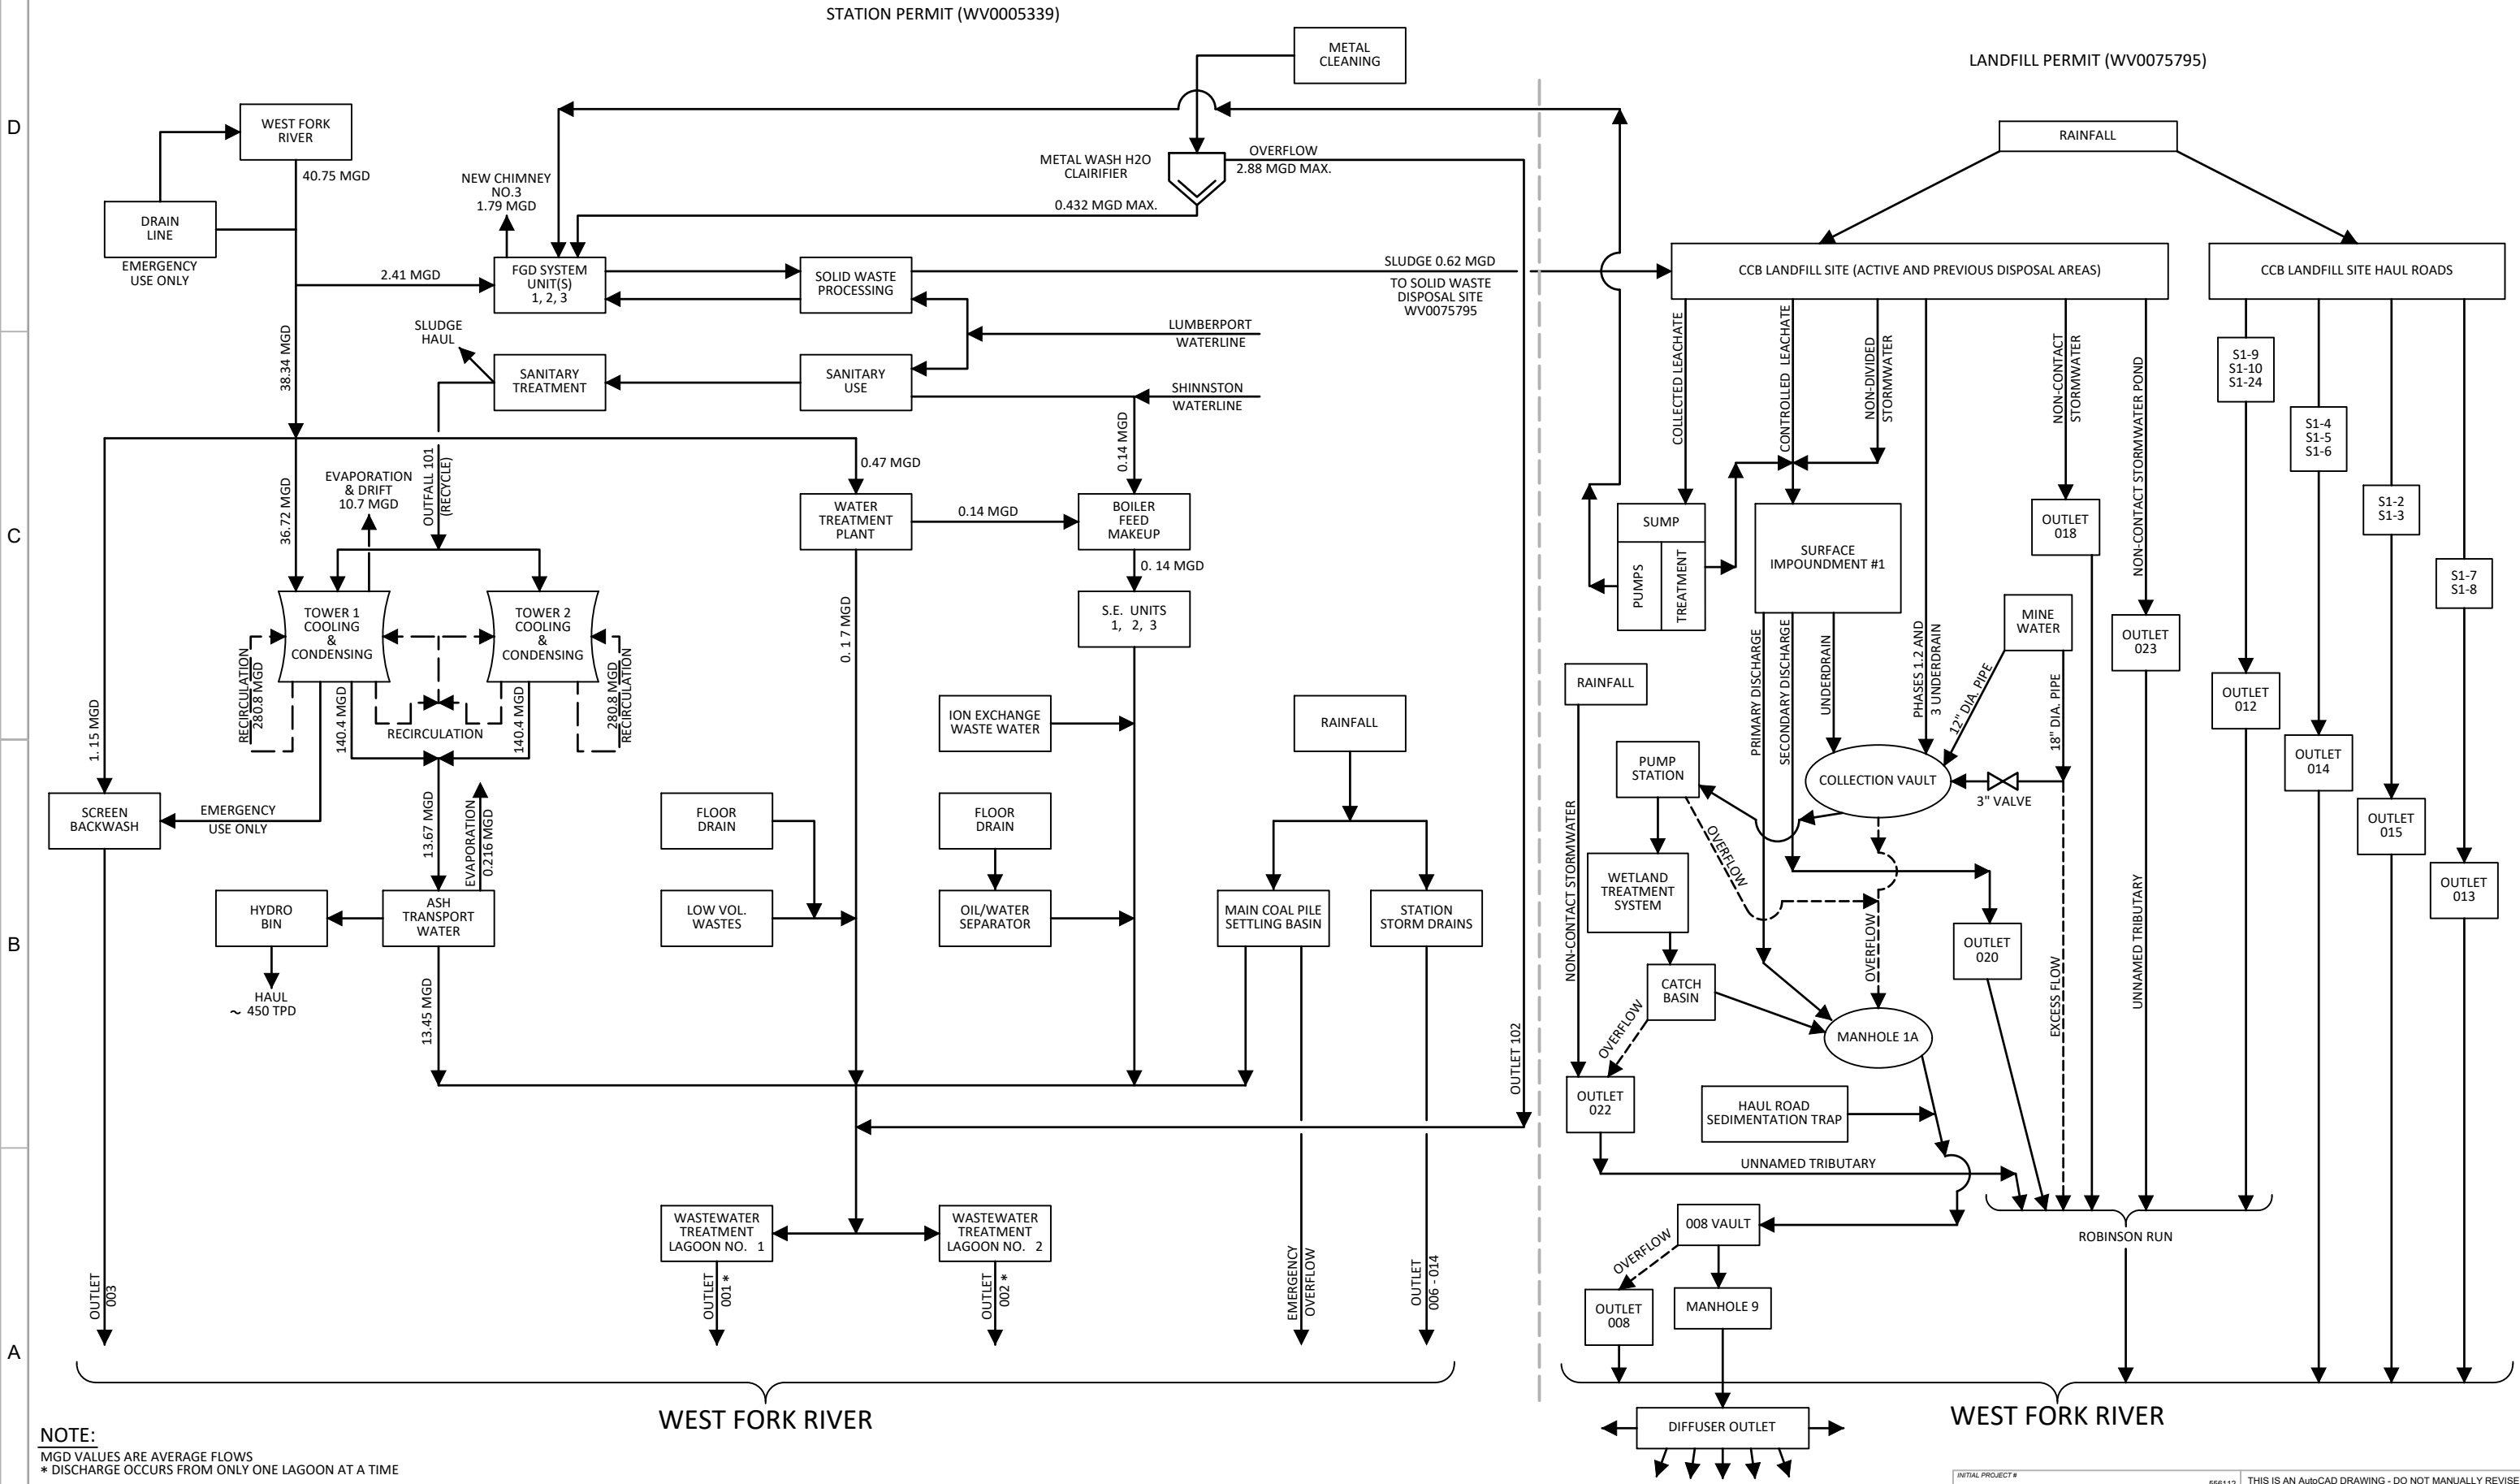 STATION PERMIT (WV0005339)
LANDFILL PERMIT (WV0075795)
D
C
B
A
METAL
CLEANING
WEST FORK
RIVER
40.75 MGD
DRAIN
LINE
EMERGENCY
USE ONLY
NEW CHIMNEY
NO.3
1.79 MGD
METAL WASH H2O
CLAIRIFIER
OVERFLOW
2.88 MGD MAX.
0.432 MGD MAX.
2.41 MGD
FGD SYSTEM
UNIT(S)
1, 2, 3
SOLID WASTE
PROCESSING
SLUDGE 0.62 MGD
TO SOLID WASTE
DISPOSAL SITE
WV0075795
SLUDGE
HAUL
LUMBERPORT
WATERLINE
38.34 MGD
SANITARY
TREATMENT
SANITARY
USE
SHINNSTON
WATERLINE
0.14 MGD
0.47 MGD
OUTFALL 101
(RECYCLE)
EVAPORATION
& DRIFT
10.7 MGD
36.72 MGD
WATER
TREATMENT
PLANT
0.14 MGD
BOILER
FEED
MAKEUP
0. 14 MGD
TOWER 1
COOLING
&
CONDENSING
TOWER 2
COOLING
&
CONDENSING
S.E. UNITS
1, 2, 3
0. 1 7 MGD
RECIRCULATION
280.8 MGD
140.4 MGD
RECIRCULATION
140.4 MGD
280.8 MGD
RECIRCULATION
1. 15 MGD
ION EXCHANGE
WASTE WATER
RAINFALL
SCREEN
BACKWASH
EMERGENCY
USE ONLY
13.67 MGD
EVAPORATION
0.216 MGD
FLOOR
DRAIN
FLOOR
DRAIN
HYDRO
BIN
ASH
TRANSPORT
WATER
LOW VOL.
WASTES
OIL/WATER
SEPARATOR
MAIN COAL PILE
SETTLING BASIN
STATION
STORM DRAINS
HAUL
~ 450 TPD
13.45 MGD
OUTLET 102
WASTEWATER
TREATMENT
LAGOON NO. 1
WASTEWATER
TREATMENT
LAGOON NO. 2
OUTLET
003
OUTLET
001 *
OUTLET
002 *
EMERGENCY
OVERFLOW
OUTLET
006 - 014
WEST FORK RIVER
NOTE:
MGD VALUES ARE AVERAGE FLOWS
* DISCHARGE OCCURS FROM ONLY ONE LAGOON AT A TIME
RAINFALL
CCB LANDFILL SITE (ACTIVE AND PREVIOUS DISPOSAL AREAS)
CCB LANDFILL SITE HAUL ROADS
COLLECTED LEACHATE
CONTROLLED LEACHATE
NON-DIVIDED
STORMWATER
NON-CONTACT
STORMWATER
NON-CONTACT STORMWATER POND
S1-9
S1-10
S1-24
S1-4
S1-5
S1-6
S1-2
S1-3
S1-7
S1-8
SUMP
PUMPS
TREATMENT
SURFACE
IMPOUNDMENT #1
OUTLET
018
MINE
WATER
OUTLET
023
PRIMARY DISCHARGE
SECONDARY DISCHARGE
UNDERDRAIN
PHASES 1.2 AND
3 UNDERDRAIN
12" DIA. PIPE
18" DIA. PIPE
RAINFALL
OUTLET
012
OUTLET
014
OUTLET
015
OUTLET
013
PUMP
STATION
COLLECTION VAULT
3" VALVE
NON-CONTACT STORMWATER
OVERFLOW
WETLAND
TREATMENT
SYSTEM
OVERFLOW
OUTLET
020
EXCESS FLOW
UNNAMED TRIBUTARY
CATCH
BASIN
OVERFLOW
MANHOLE 1A
OUTLET
022
HAUL ROAD
SEDIMENTATION TRAP
UNNAMED TRIBUTARY
008 VAULT
ROBINSON RUN
OVERFLOW
OUTLET
008
MANHOLE 9
WEST FORK RIVER
DIFFUSER OUTLET
INITIAL PROJECT #
556112
THIS IS AN AutoCAD DRAWING - DO NOT MANUALLY REVISE